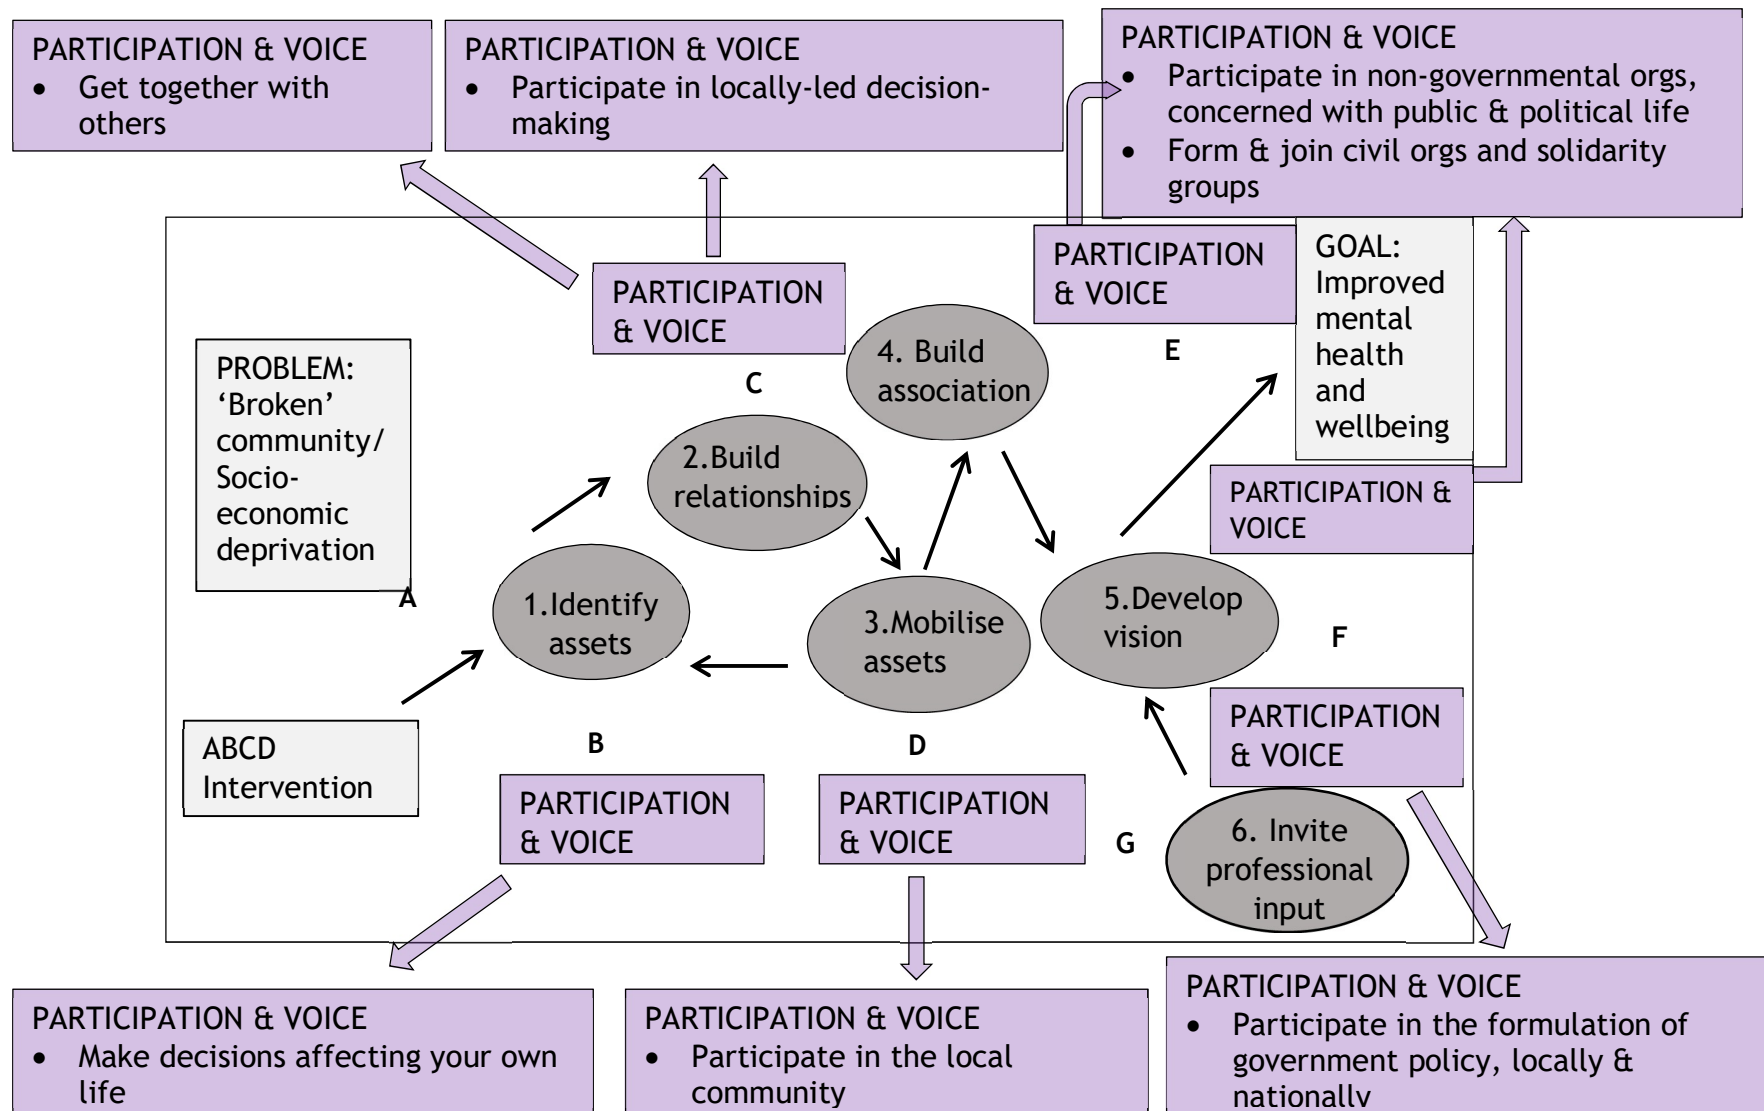 PARTICIPATION & VOICE
• Get together with
others
PARTICIPATION & VOICE
• Participate in locally-led decision-
making
PARTICIPATION & VOICE
• Participate in non-governmental orgs,
concerned with public & political life
• Form & join civil orgs and solidarity
groups
PARTICIPATION
& VOICE
C
PARTICIPATION
& VOICE
E
GOAL:
Improved
mental
health
and
wellbeing
PROBLEM:
‘Broken’
community/
Socio-
economic
deprivation
A
4. Build
association
2.Build
relationships
PARTICIPATION &
VOICE
1.Identify
assets
3.Mobilise
assets
5.Develop
vision
F
ABCD
Intervention
B
D
PARTICIPATION
& VOICE
PARTICIPATION
& VOICE
PARTICIPATION
& VOICE
G
6. Invite
professional
input
PARTICIPATION & VOICE
• Make decisions affecting your own
life
PARTICIPATION & VOICE
• Participate in the local
community
PARTICIPATION & VOICE
• Participate in the formulation of
government policy, locally &
nationally